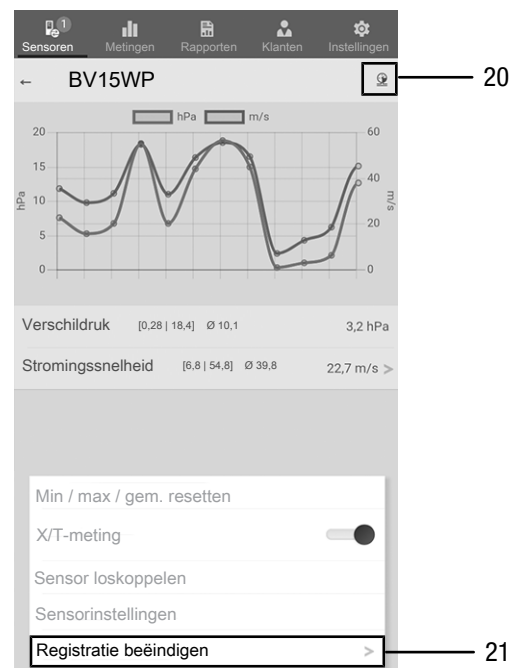 1
Sensoren Metingen Rapporten Klanten Instellingen
← BV15WP 20
hPa m/s
20 60
15
40
10
20
5
0 0
hPa
m/s
Verschildruk [0,28 | 18,4] Ø 10,1 3,2 hPa
Stromingssnelheid [6,8 | 54,8] Ø 39,8 22,7 m/s >
Min / max / gem. resetten
X/T-meting
Sensor loskoppelen
Sensorinstellingen
Registratie beëindigen > 21